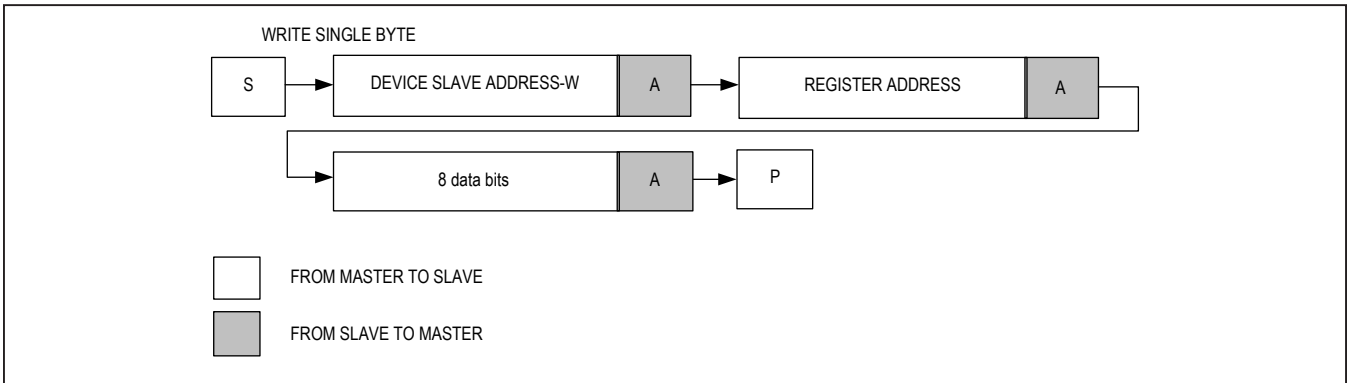 WRITE SINGLE BYTE
S
DEVICE SLAVE ADDRESS-W
A
REGISTER ADDRESS
A
8 data bits
A
P
FROM MASTER TO SLAVE
FROM SLAVE TO MASTER